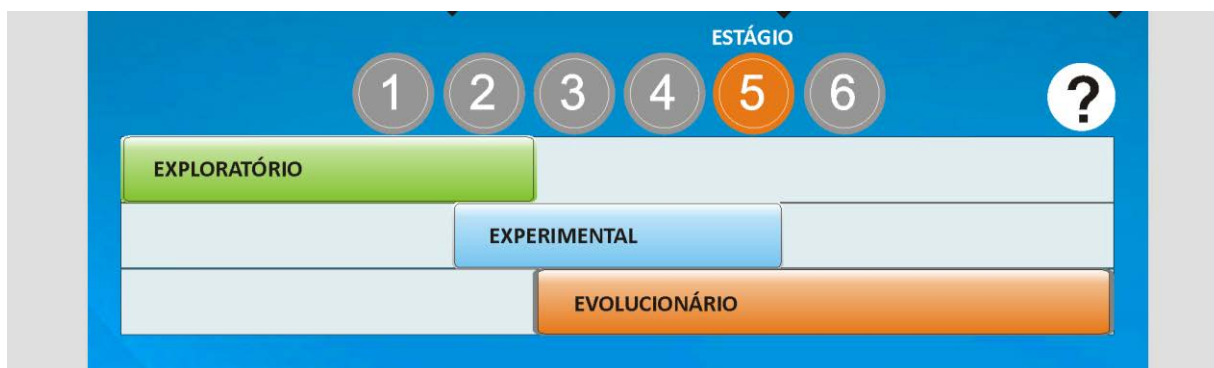 ESTÁGIO
1 2 3 4 5 6 ?
EXPLORATÓRIO
EXPERIMENTAL
EVOLUCIONÁRIO